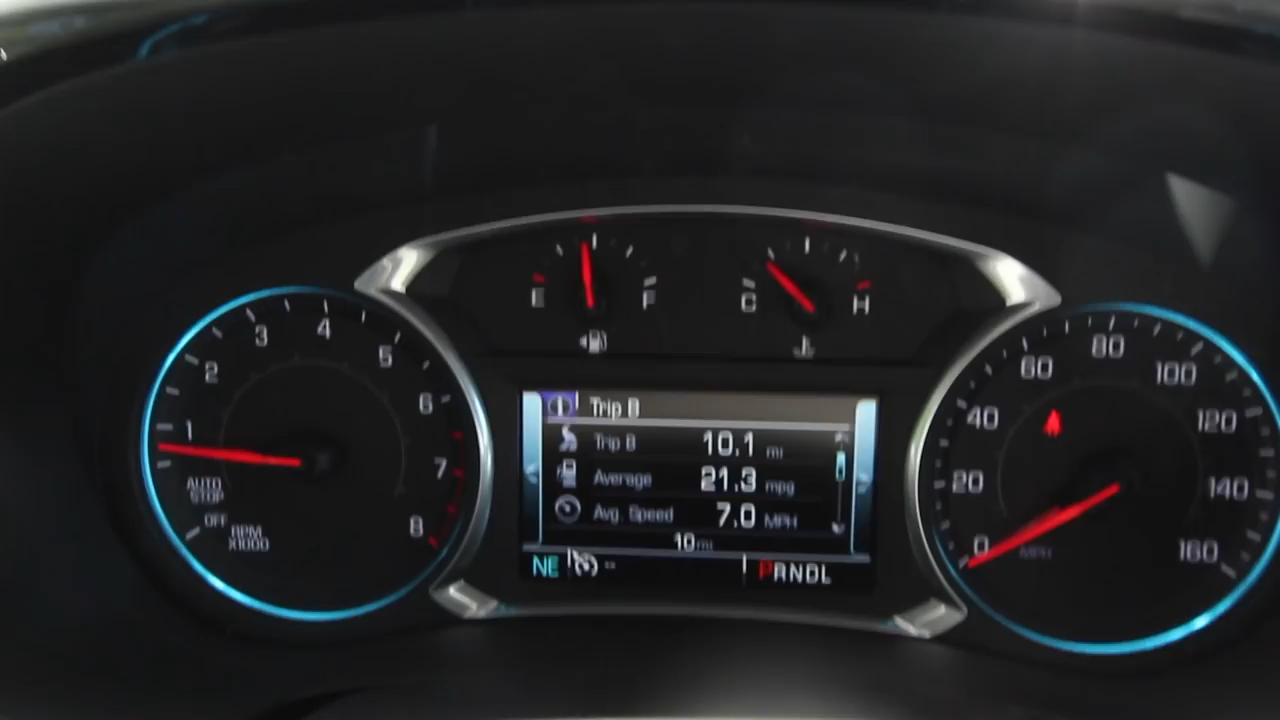 1
2
3
4
5
6
7
8
AUTO
STOP
OFF
RPM
X1000
E
F
C
H
Trip B
Trip B 10.1 mi
Average 21.3 mpg
Avg. Speed 7.0 MPH
10 mi
NE -- PRNDL
0
20
40
60
80
100
120
140
160
MPH